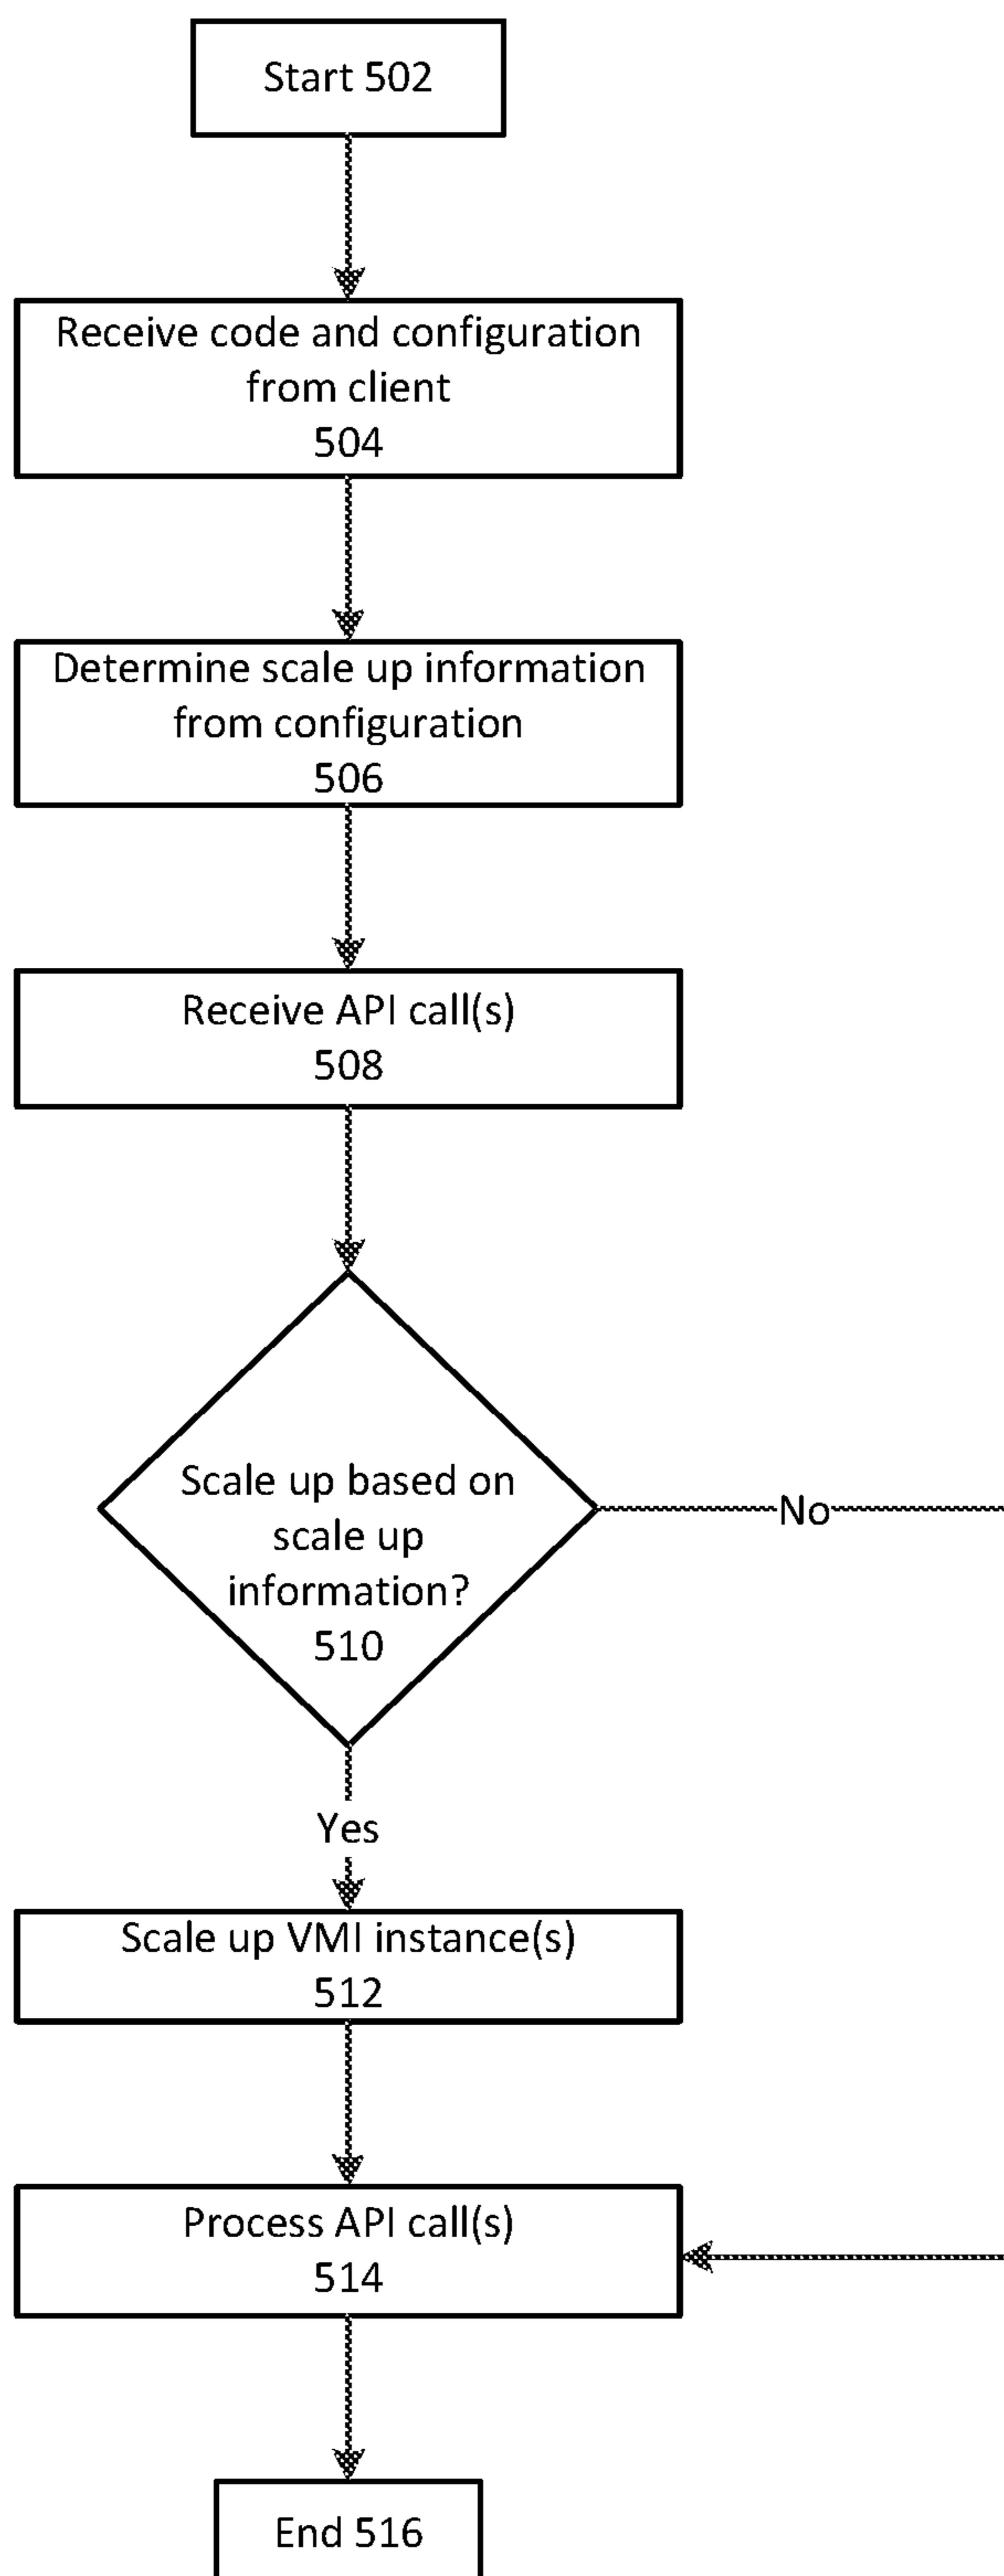 Start 502
Receive code and configuration
from client
504
Determine scale up information
from configuration
506
Receive API call(s)
508
Scale up based on
scale up
information?
510
No
Yes
Scale up VMI instance(s)
512
Process API call(s)
514
End 516